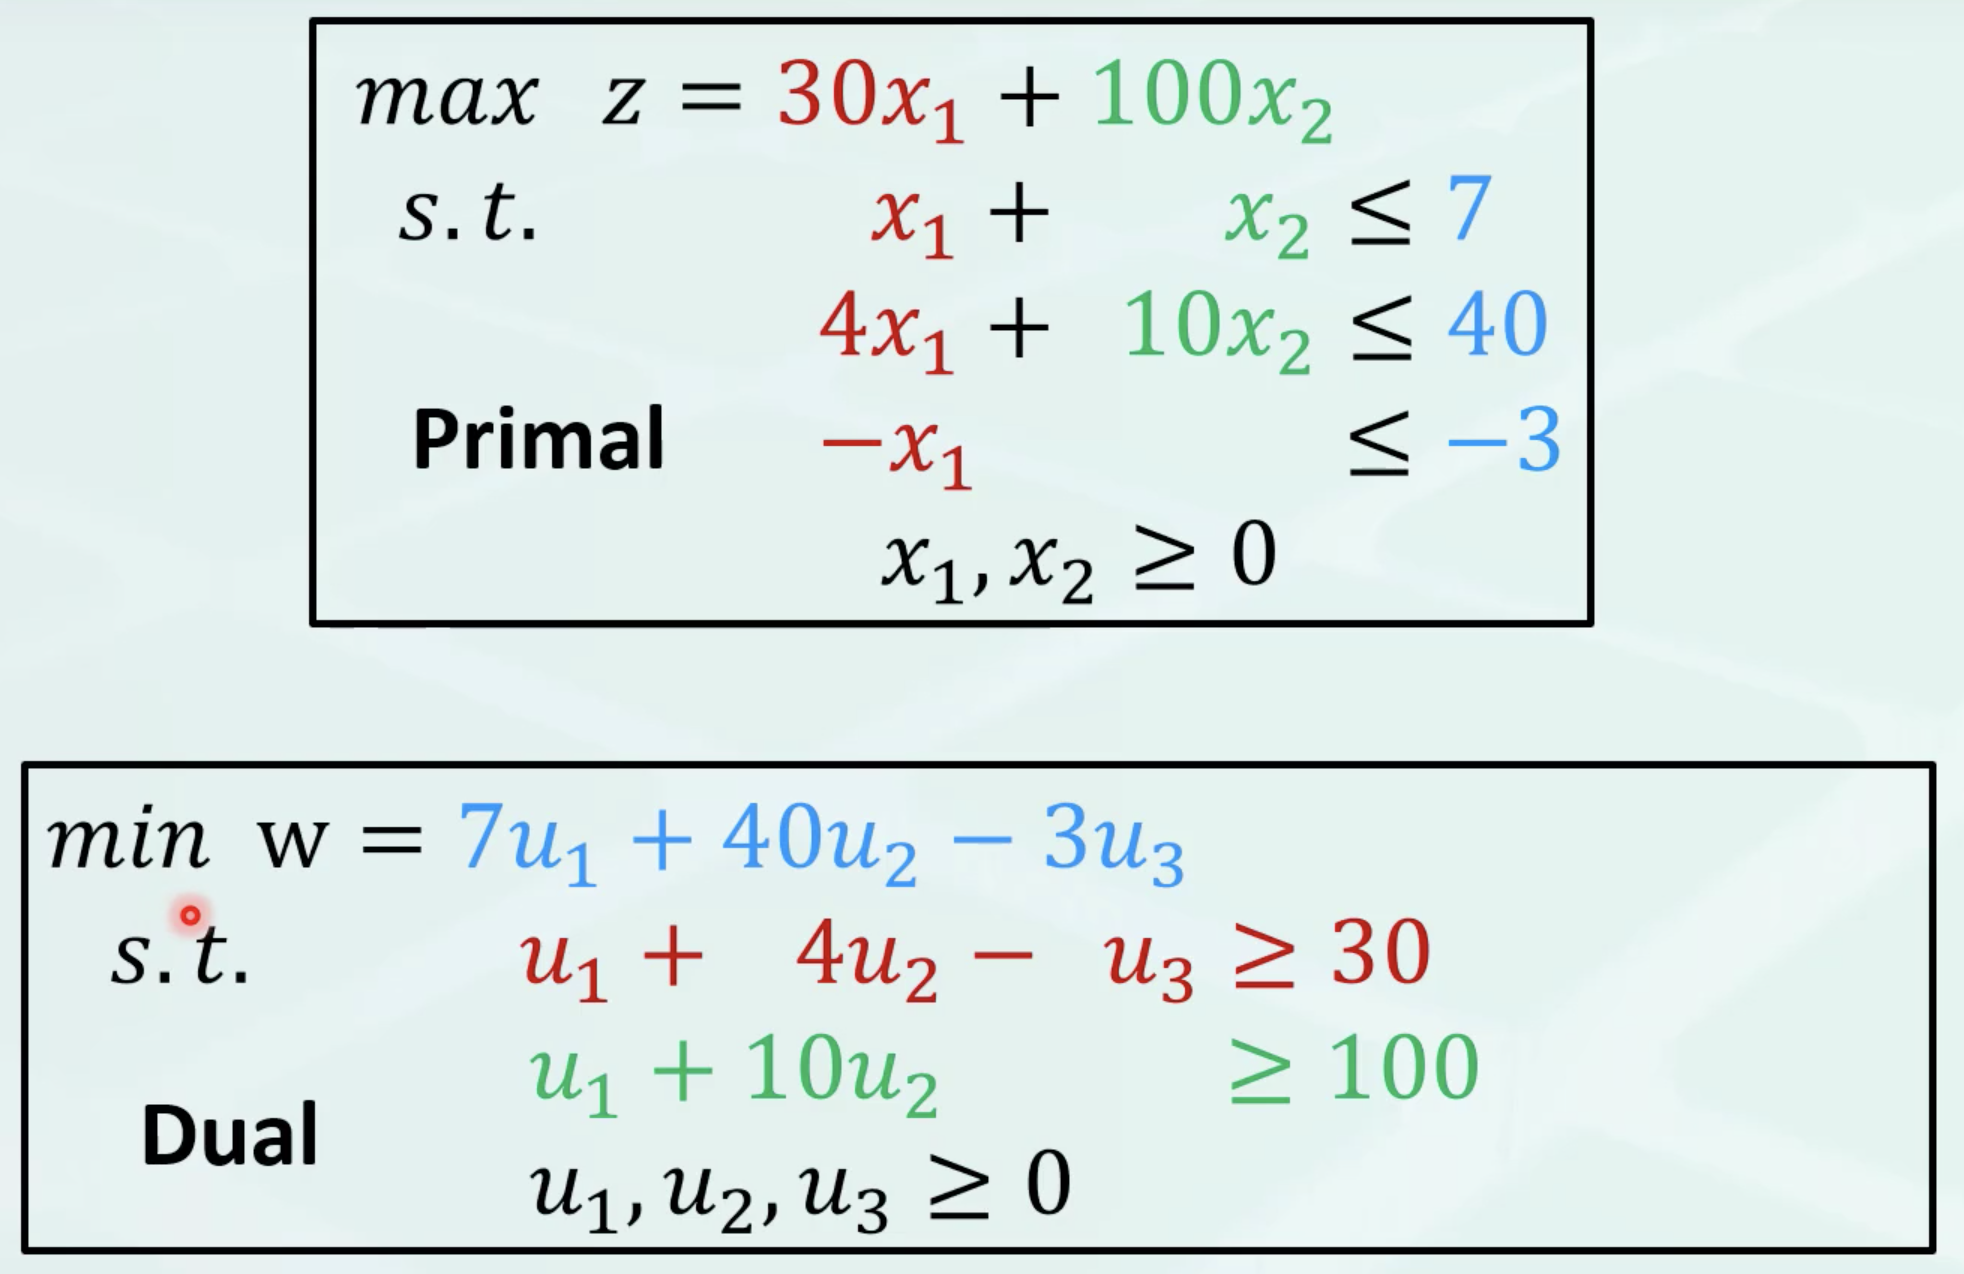 max z = 30x₁ + 100x₂
s.t. x₁ + x₂ ≤ 7
4x₁ + 10x₂ ≤ 40
Primal −x₁ ≤ −3
x₁, x₂ ≥ 0
min w = 7u₁ + 40u₂ − 3u₃
s.t. u₁ + 4u₂ − u₃ ≥ 30
u₁ + 10u₂ ≥ 100
Dual
u₁, u₂, u₃ ≥ 0